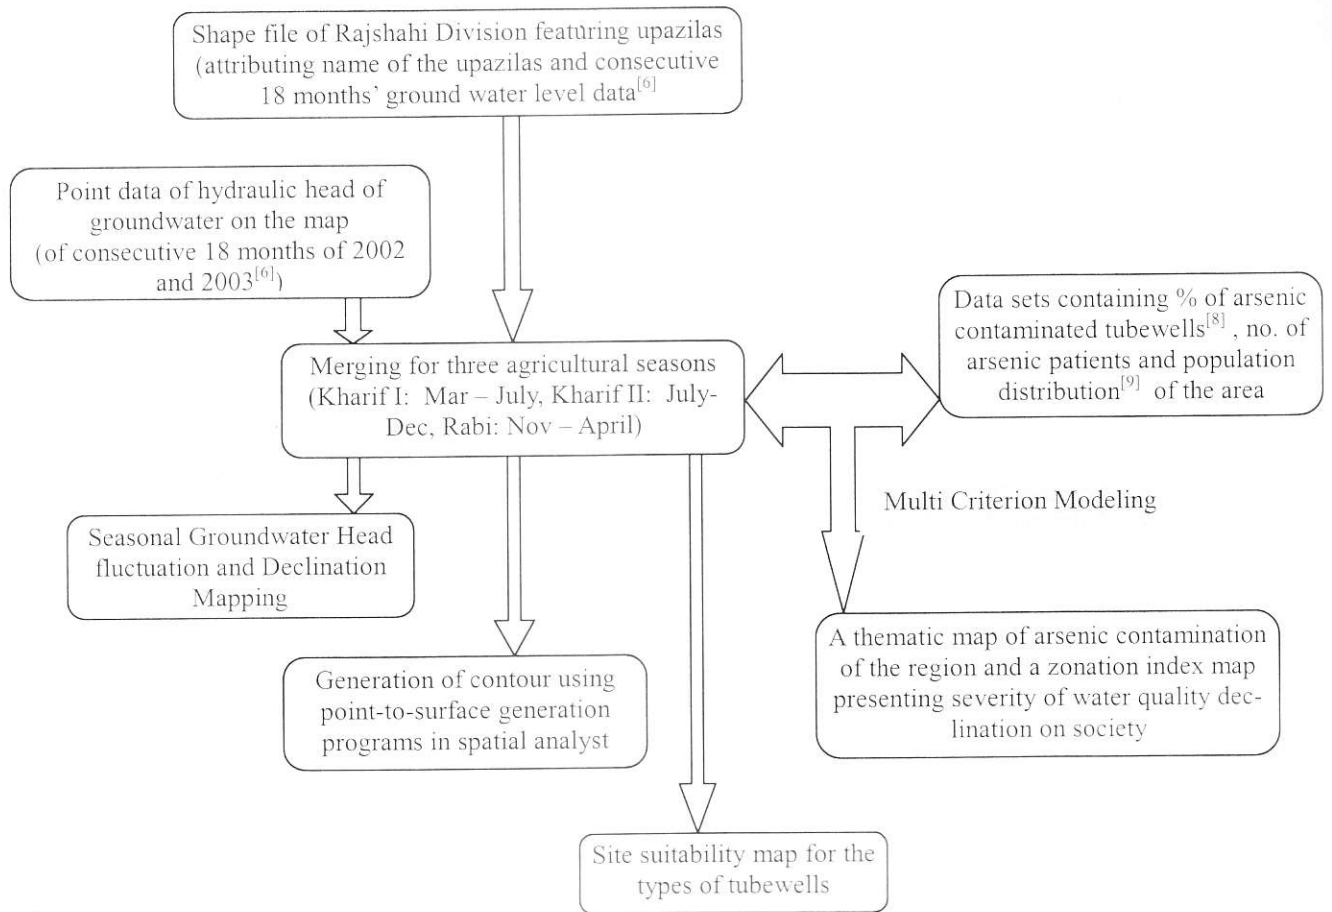 Shape file of Rajshahi Division featuring upazilas
(attributing name of the upazilas and consecutive
18 months' ground water level data[6]
Point data of hydraulic head of
groundwater on the map
(of consecutive 18 months of 2002
and 2003[6])
Data sets containing % of arsenic
contaminated tubewells[8] , no. of
arsenic patients and population
distribution[9] of the area
Merging for three agricultural seasons
(Kharif I: Mar – July, Kharif II: July-
Dec, Rabi: Nov – April)
Multi Criterion Modeling
Seasonal Groundwater Head
fluctuation and Declination
Mapping
A thematic map of arsenic contamination
of the region and a zonation index map
presenting severity of water quality dec-
lination on society
Generation of contour using
point-to-surface generation
programs in spatial analyst
Site suitability map for the
types of tubewells